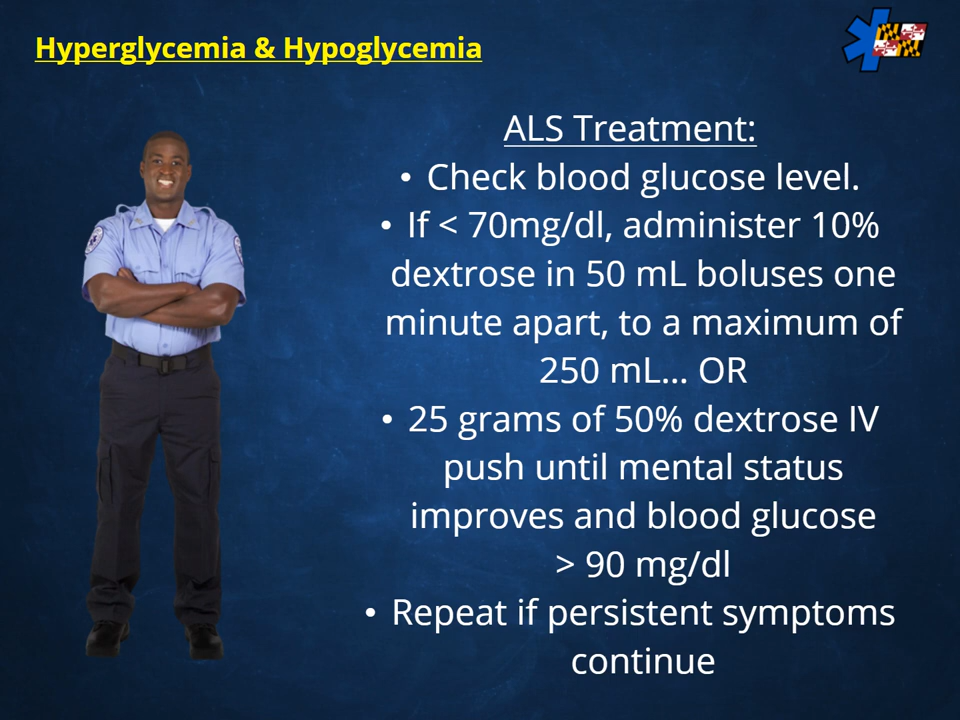 Hyperglycemia & Hypoglycemia
ALS Treatment:
• Check blood glucose level.
• If < 70mg/dl, administer 10%
dextrose in 50 mL boluses one
minute apart, to a maximum of
250 mL... OR
• 25 grams of 50% dextrose IV
push until mental status
improves and blood glucose
> 90 mg/dl
• Repeat if persistent symptoms
continue